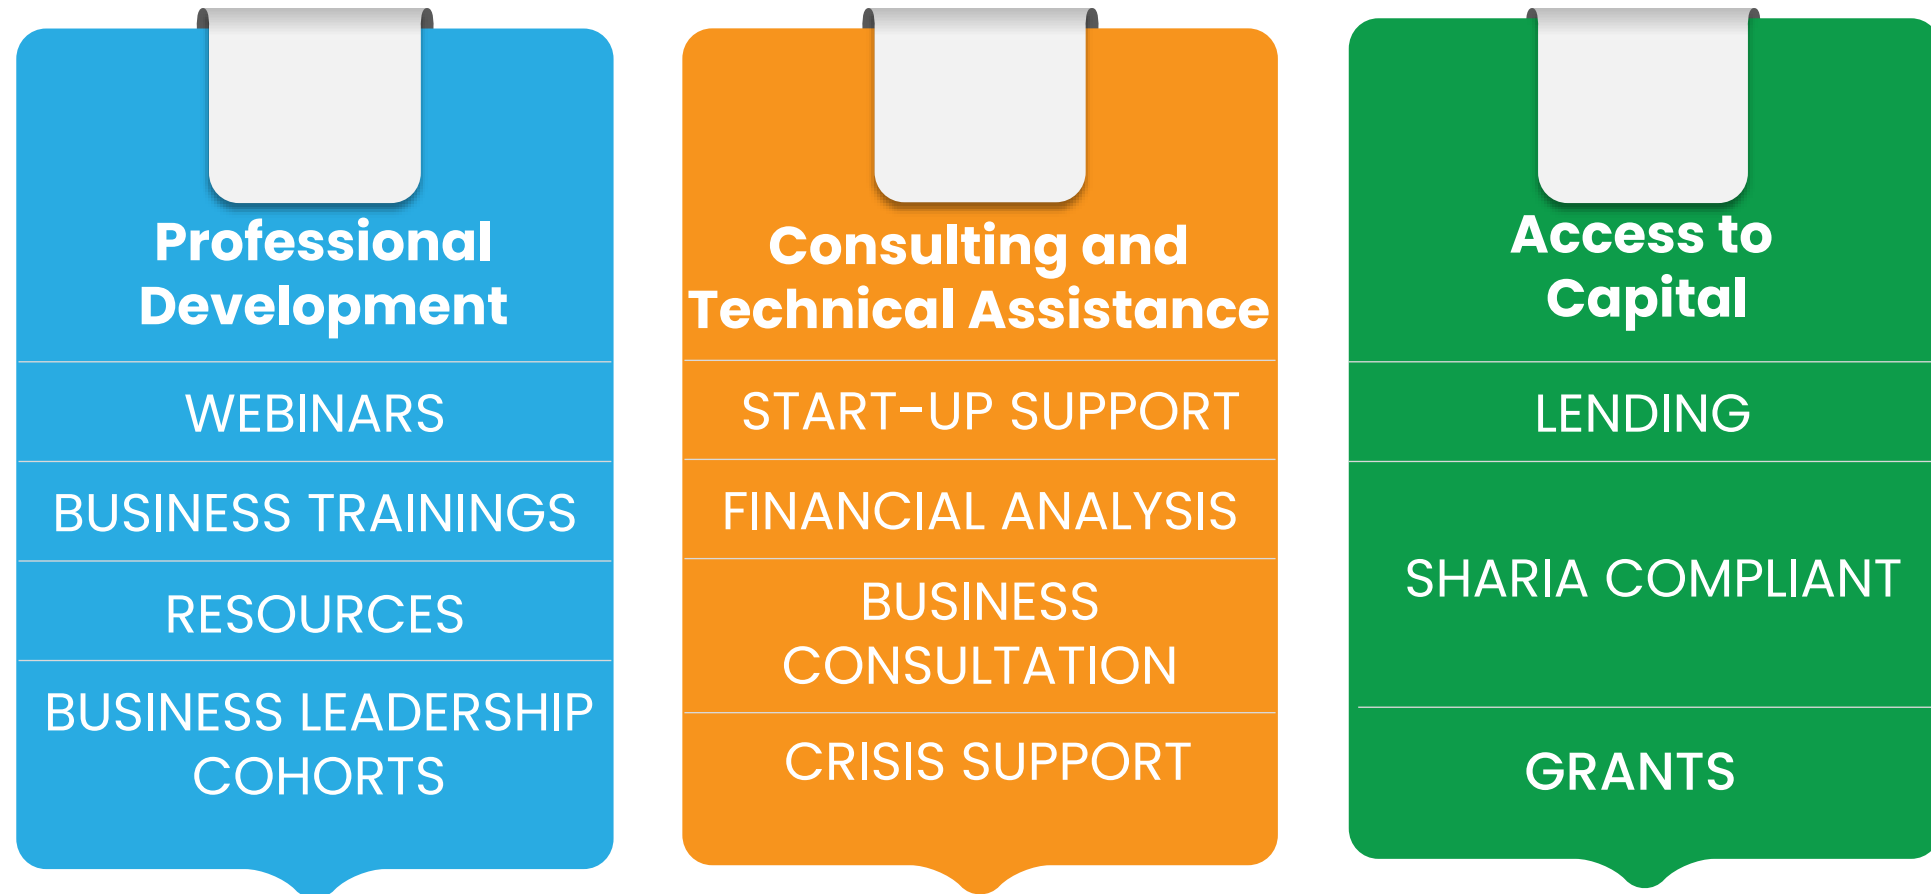 Professional
Development
WEBINARS
BUSINESS TRAININGS
RESOURCES
BUSINESS LEADERSHIP
COHORTS
Consulting and
Technical Assistance
START-UP SUPPORT
FINANCIAL ANALYSIS
BUSINESS
CONSULTATION
CRISIS SUPPORT
Access to
Capital
LENDING
SHARIA COMPLIANT
GRANTS